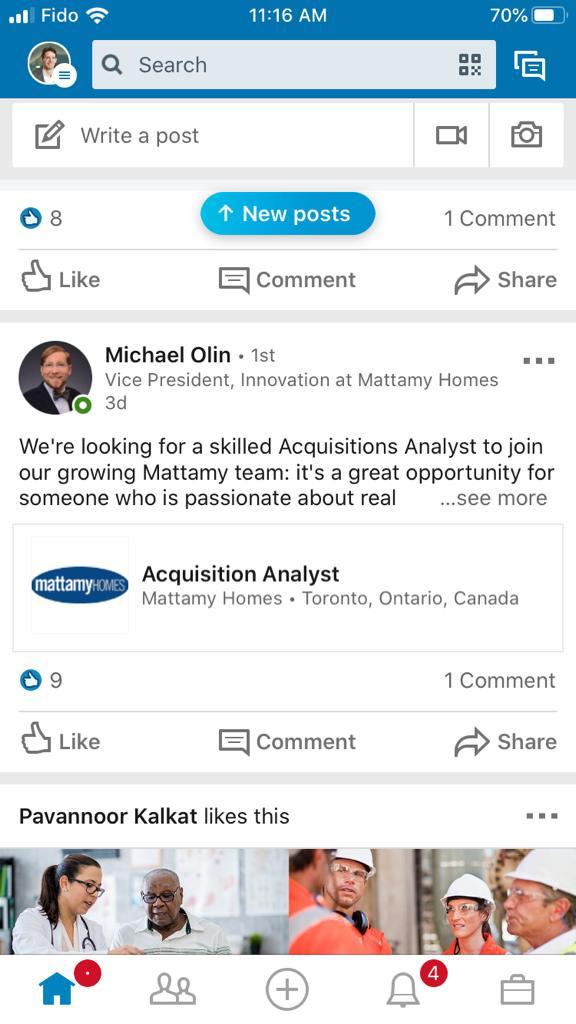 Fido 11:16 AM 70%
Search
Write a post
8 ↑ New posts 1 Comment
Like Comment Share
Michael Olin • 1st
Vice President, Innovation at Mattamy Homes
3d
We're looking for a skilled Acquisitions Analyst to join
our growing Mattamy team: it's a great opportunity for
someone who is passionate about real ...see more
mattamyHOMES
Acquisition Analyst
Mattamy Homes • Toronto, Ontario, Canada
9 1 Comment
Like Comment Share
Pavannoor Kalkat likes this
4